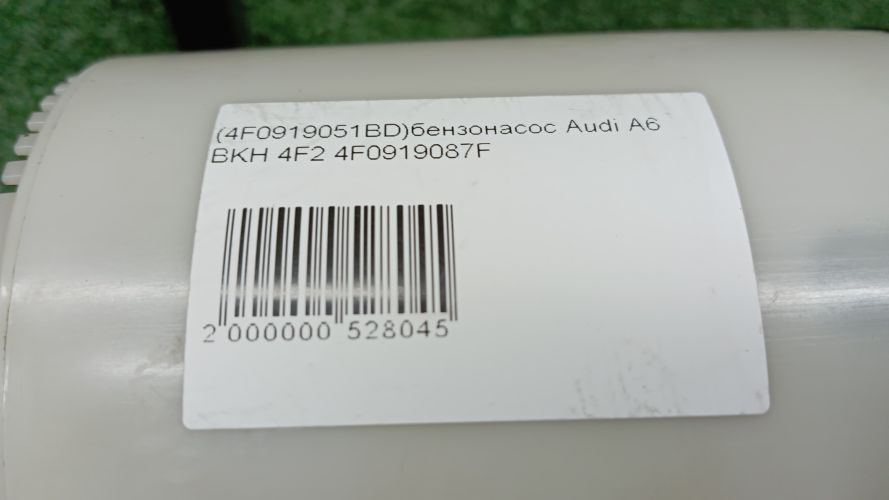 (4F0919051BD)бензонасос Audi A6
BKH 4F2 4F0919087F
2 000000 528045